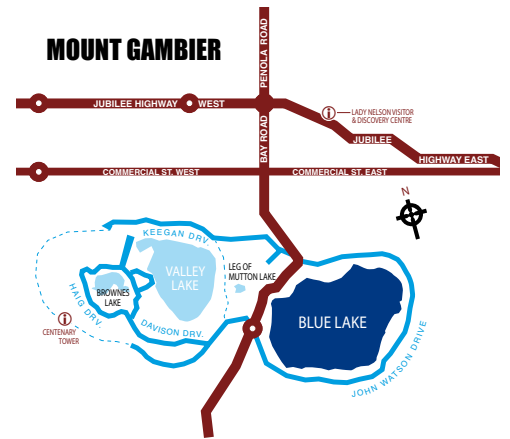 MOUNT GAMBIER
PENOLA ROAD
JUBILEE HIGHWAY WEST
LADY NELSON VISITOR
& DISCOVERY CENTRE
BAY ROAD
JUBILEE
HIGHWAY EAST
COMMERCIAL ST. WEST
COMMERCIAL ST. EAST
N
KEEGAN DRV.
VALLEY
LAKE
LEG OF
MUTTON LAKE
BROWNES
LAKE
HAIG DRV.
DAVISON DRV.
CENTENARY
TOWER
BLUE LAKE
JOHN WATSON DRIVE